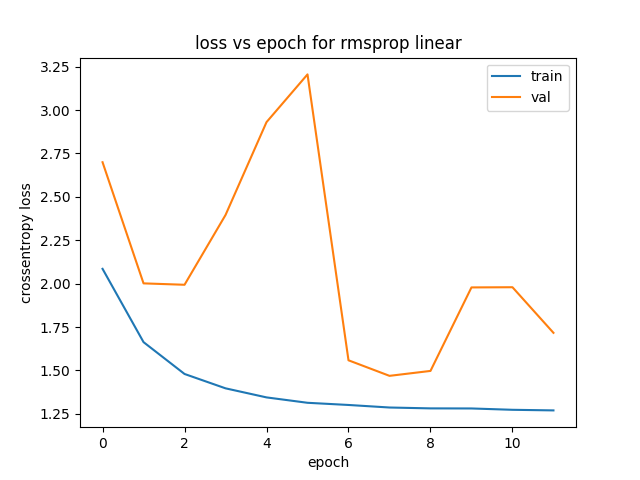 loss vs epoch for rmsprop linear
train
val
crossentropy loss
3.25
3.00
2.75
2.50
2.25
2.00
1.75
1.50
1.25
0 2 4 6 8 10
epoch